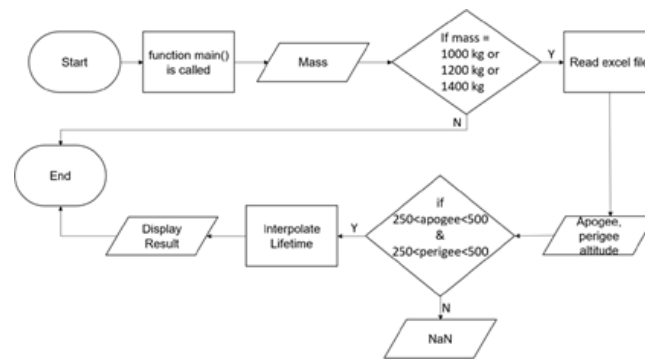 Start
function main()
is called
Mass
If mass =
1000 kg or
1200 kg or
1400 kg
Y
Read excel file
N
End
Display
Result
Interpolate
Lifetime
Y
if
250<apogee<500
&
250<perigee<500
Apogee,
perigee
altitude
N
NaN